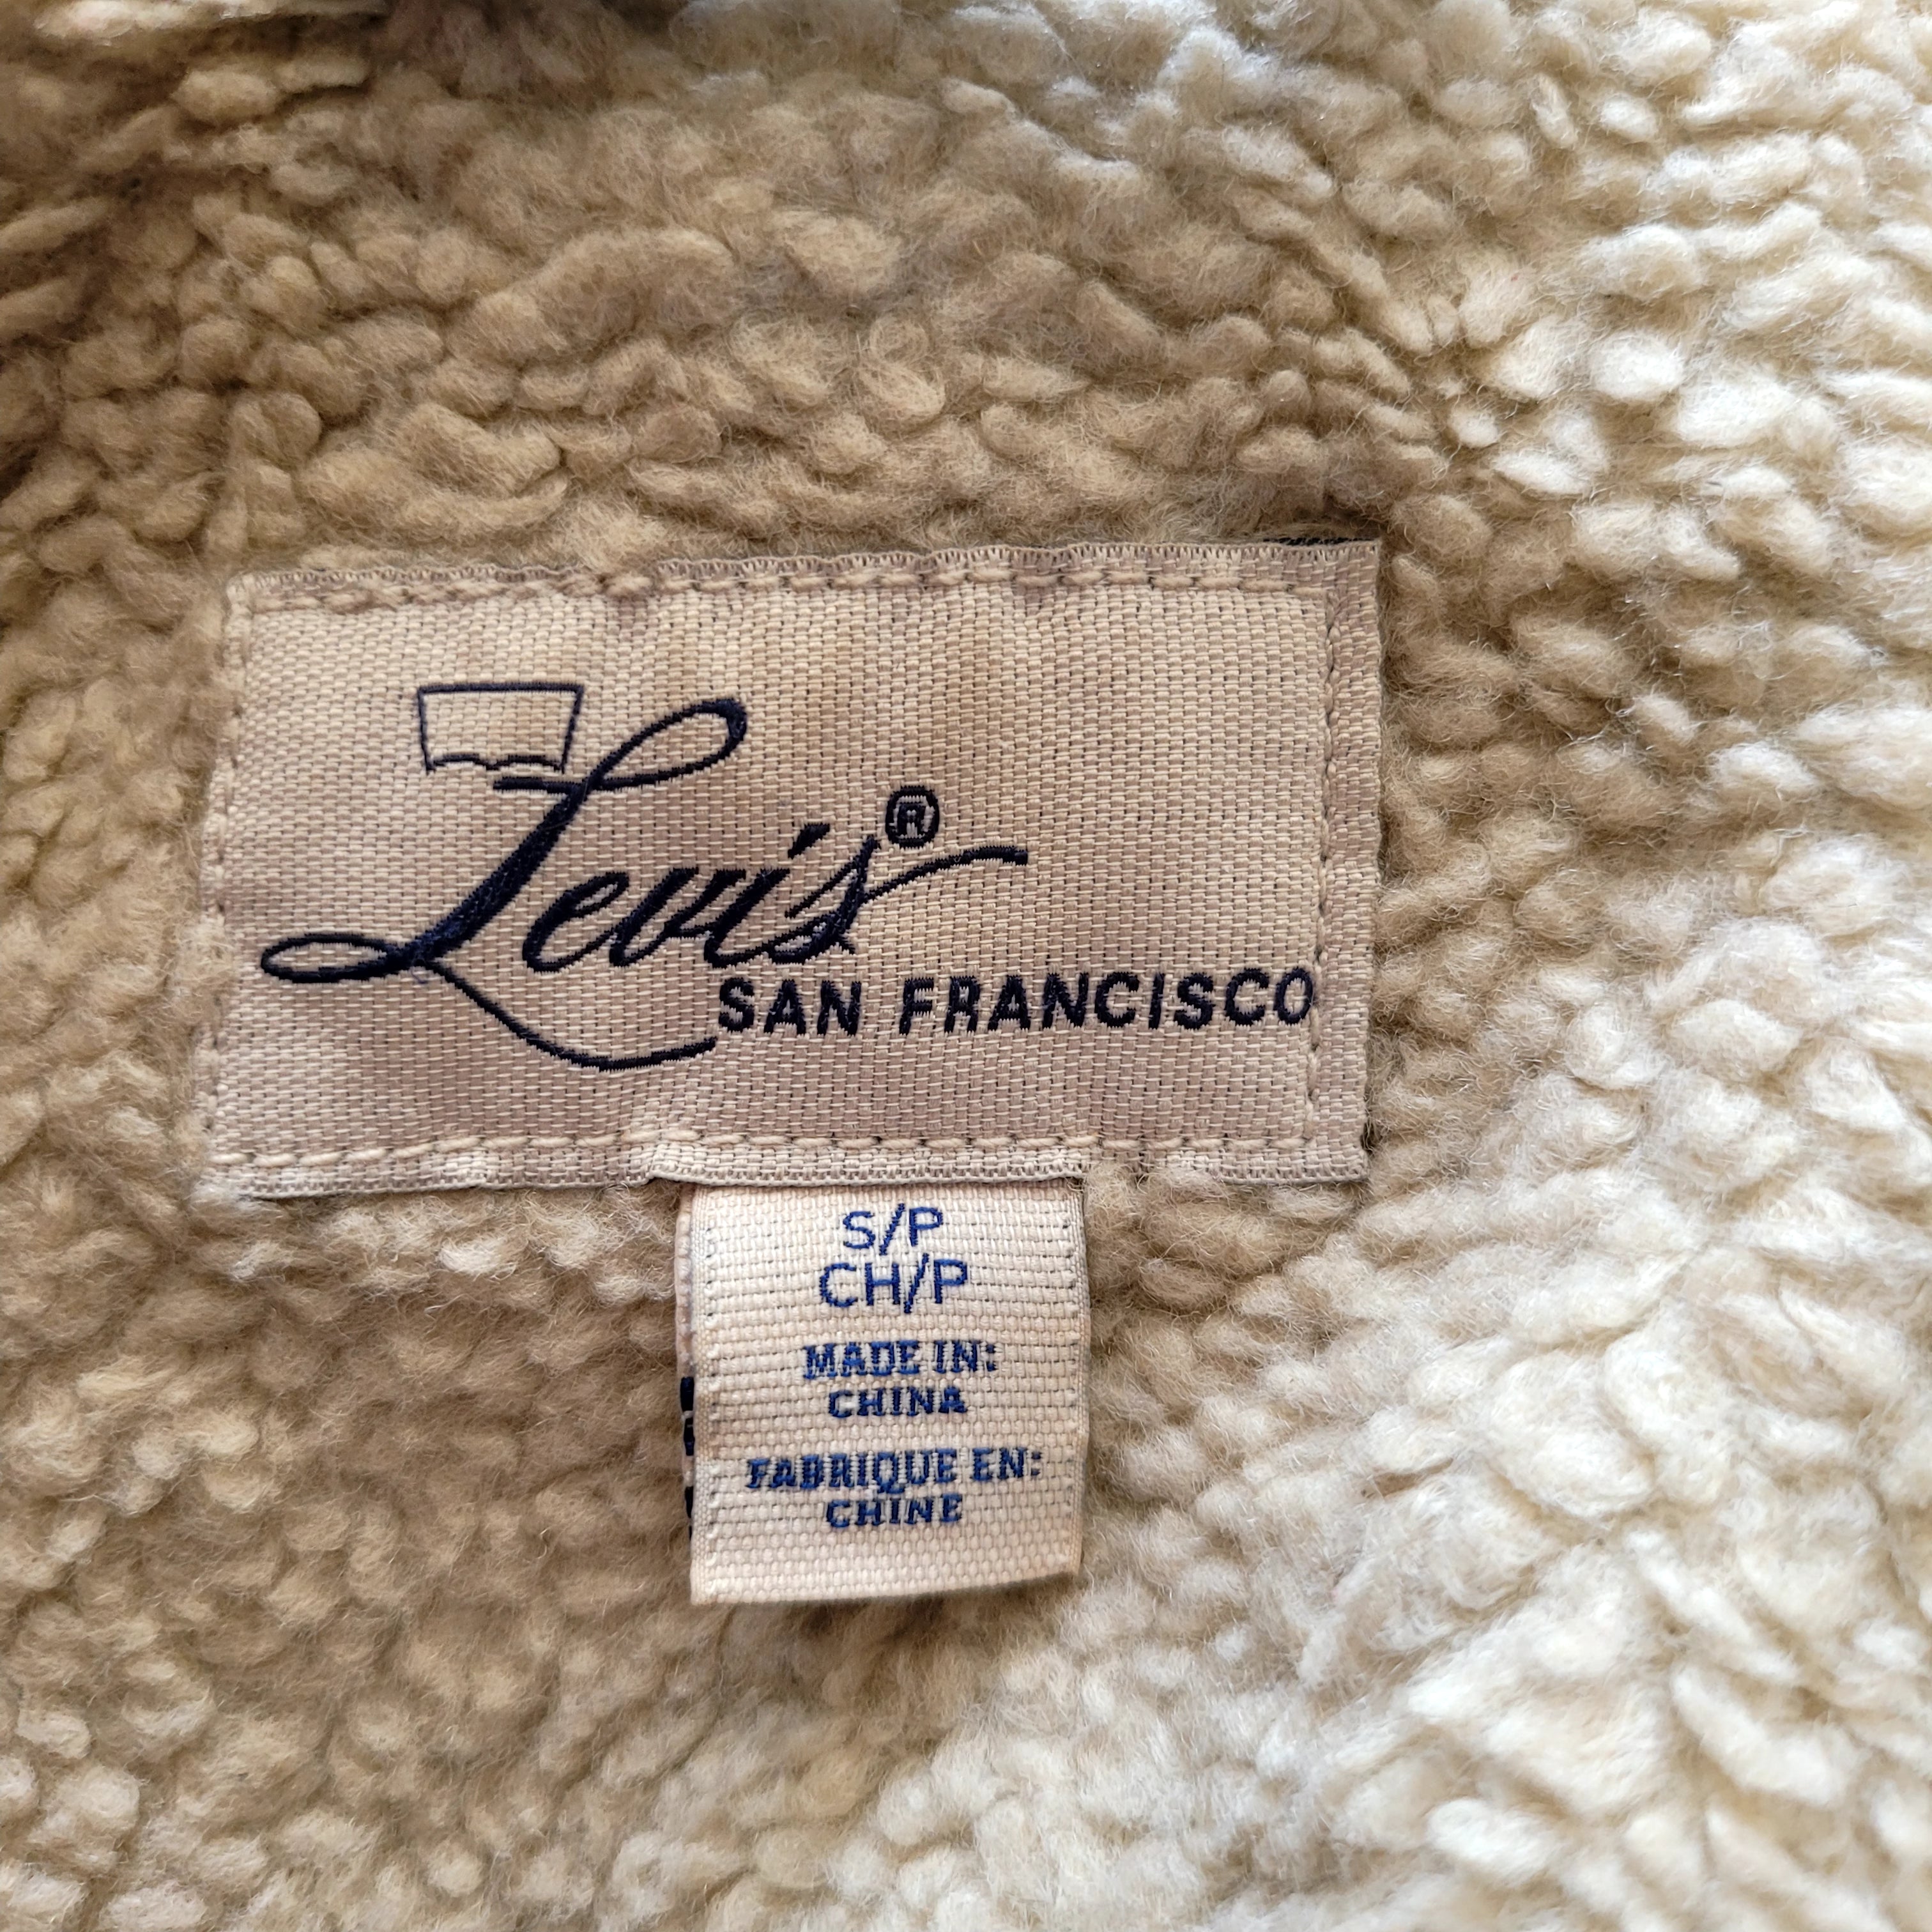 Levi's®
SAN FRANCISCO
S/P
CH/P
MADE IN:
CHINA
FABRIQUE EN:
CHINE